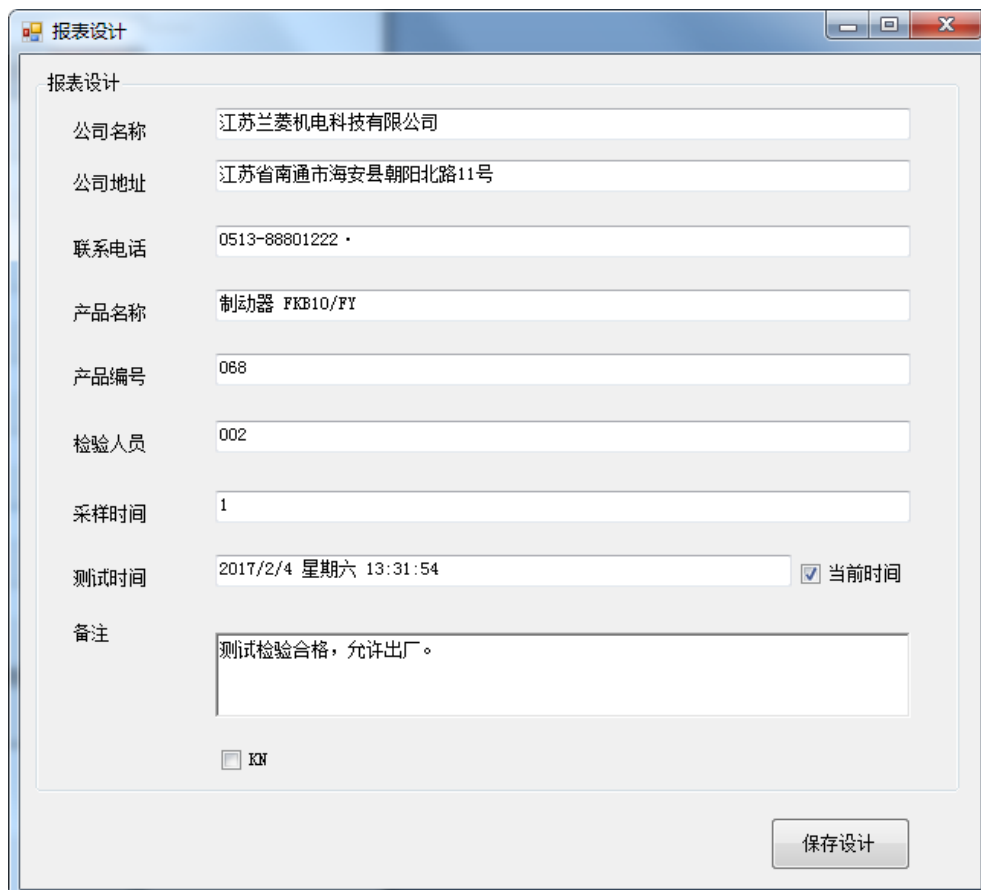 报表设计
报表设计
公司名称 江苏兰菱机电科技有限公司
公司地址 江苏省南通市海安县朝阳北路11号
联系电话 0513-88801222·
产品名称 制动器 FKB10/FY
产品编号 068
检验人员 002
采样时间 1
测试时间 2017/2/4 星期六 13:31:54 当前时间
备注
测试检验合格，允许出厂。
KN
保存设计